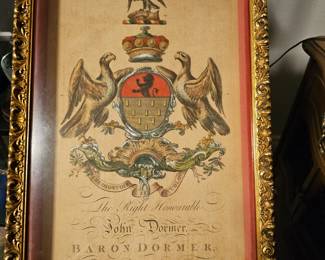 The Right Honourable
John Dormer,
BARON DORMER,